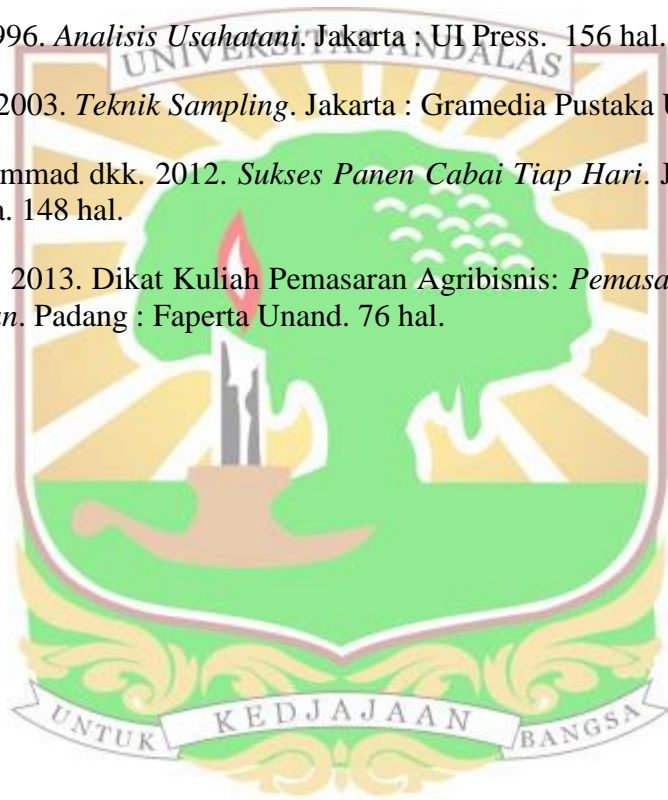 996. Analisis Usahatani. Jakarta : UI Press. 156 hal.
UNIVERSITAS ANDALAS
2003. Teknik Sampling. Jakarta : Gramedia Pustaka U
mmad dkk. 2012. Sukses Panen Cabai Tiap Hari. J
a. 148 hal.
2013. Dikat Kuliah Pemasaran Agribisnis: Pemasa
an. Padang : Faperta Unand. 76 hal.
UNTUK KEDJAJAAN BANGSA